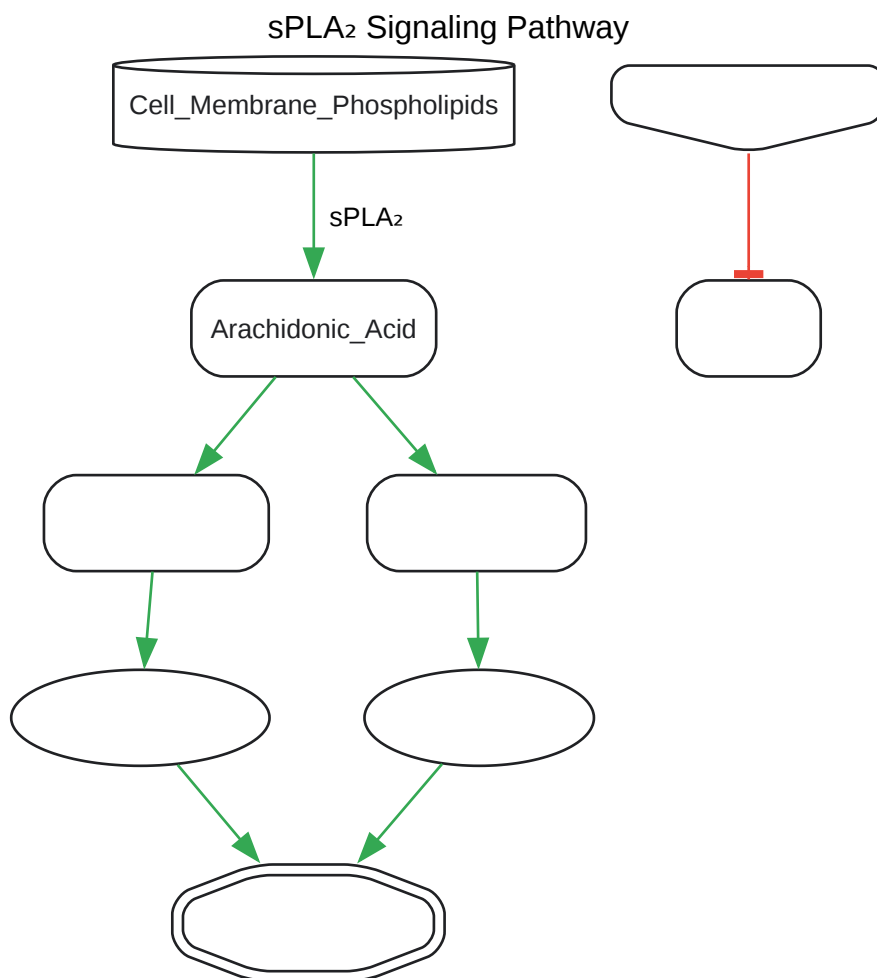 sPLA₂ Signaling Pathway
Cell_Membrane_Phospholipids
sPLA₂
Arachidonic_Acid